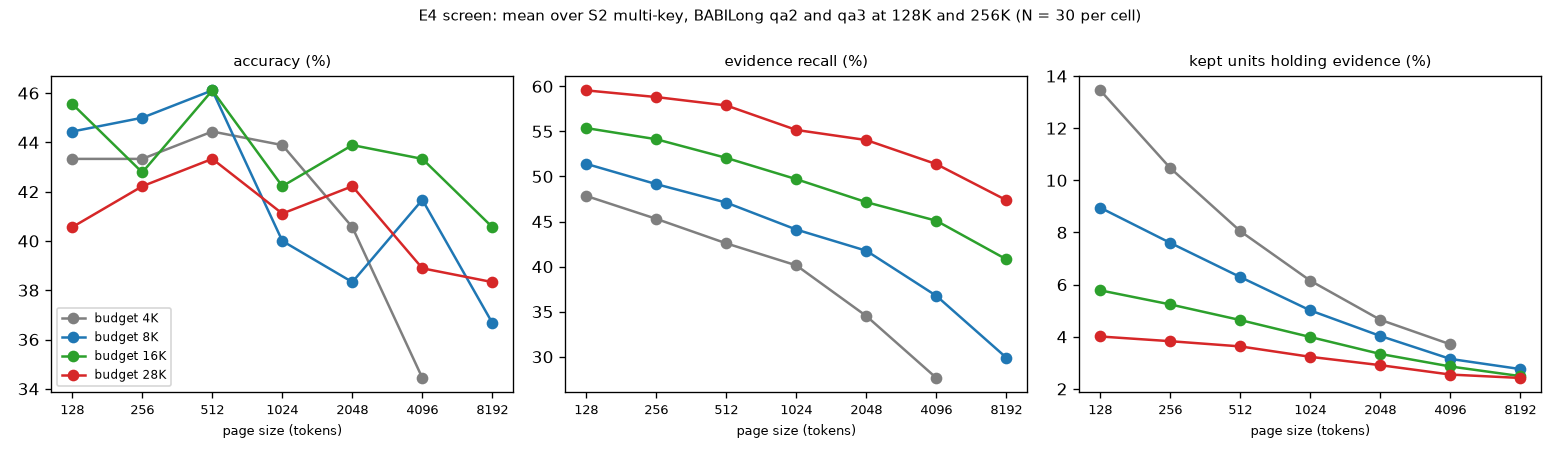 E4 screen: mean over S2 multi-key, BABILong qa2 and qa3 at 128K and 256K (N = 30 per cell)
accuracy (%)
46
44
42
40
38
36
34
budget 4K
budget 8K
budget 16K
budget 28K
128 256 512 1024 2048 4096 8192
page size (tokens)
evidence recall (%)
60
55
50
45
40
35
30
128 256 512 1024 2048 4096 8192
page size (tokens)
kept units holding evidence (%)
14
12
10
8
6
4
2
128 256 512 1024 2048 4096 8192
page size (tokens)